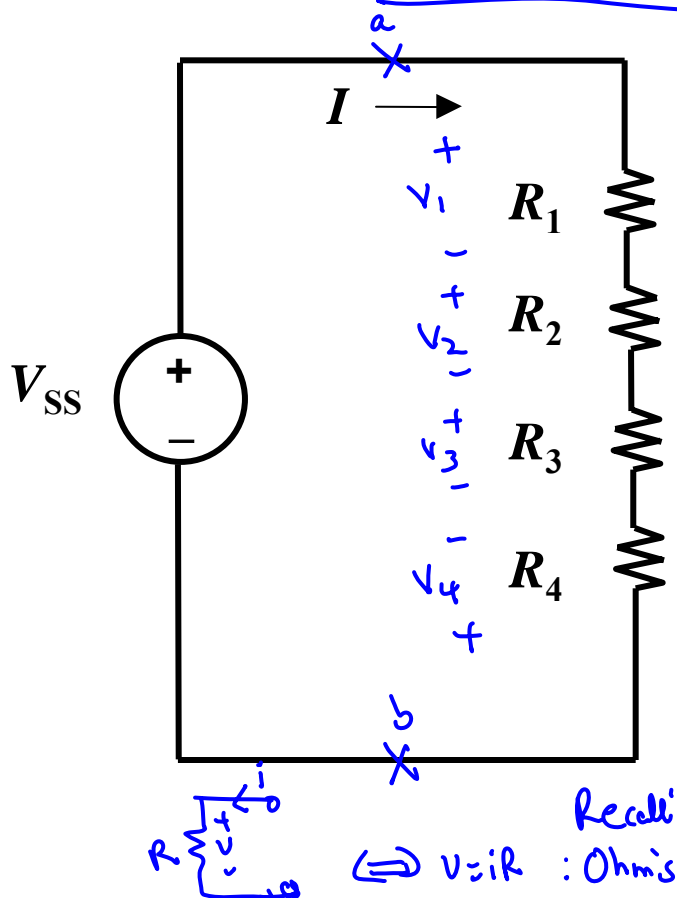 a
I
+
V1
R1
−
+
V2
R2
−
+
VSS
+
−
V3
R3
−
−
V4
R4
+
b
i
Recall
R
+
v
-
⟺ v=iR : Ohm's